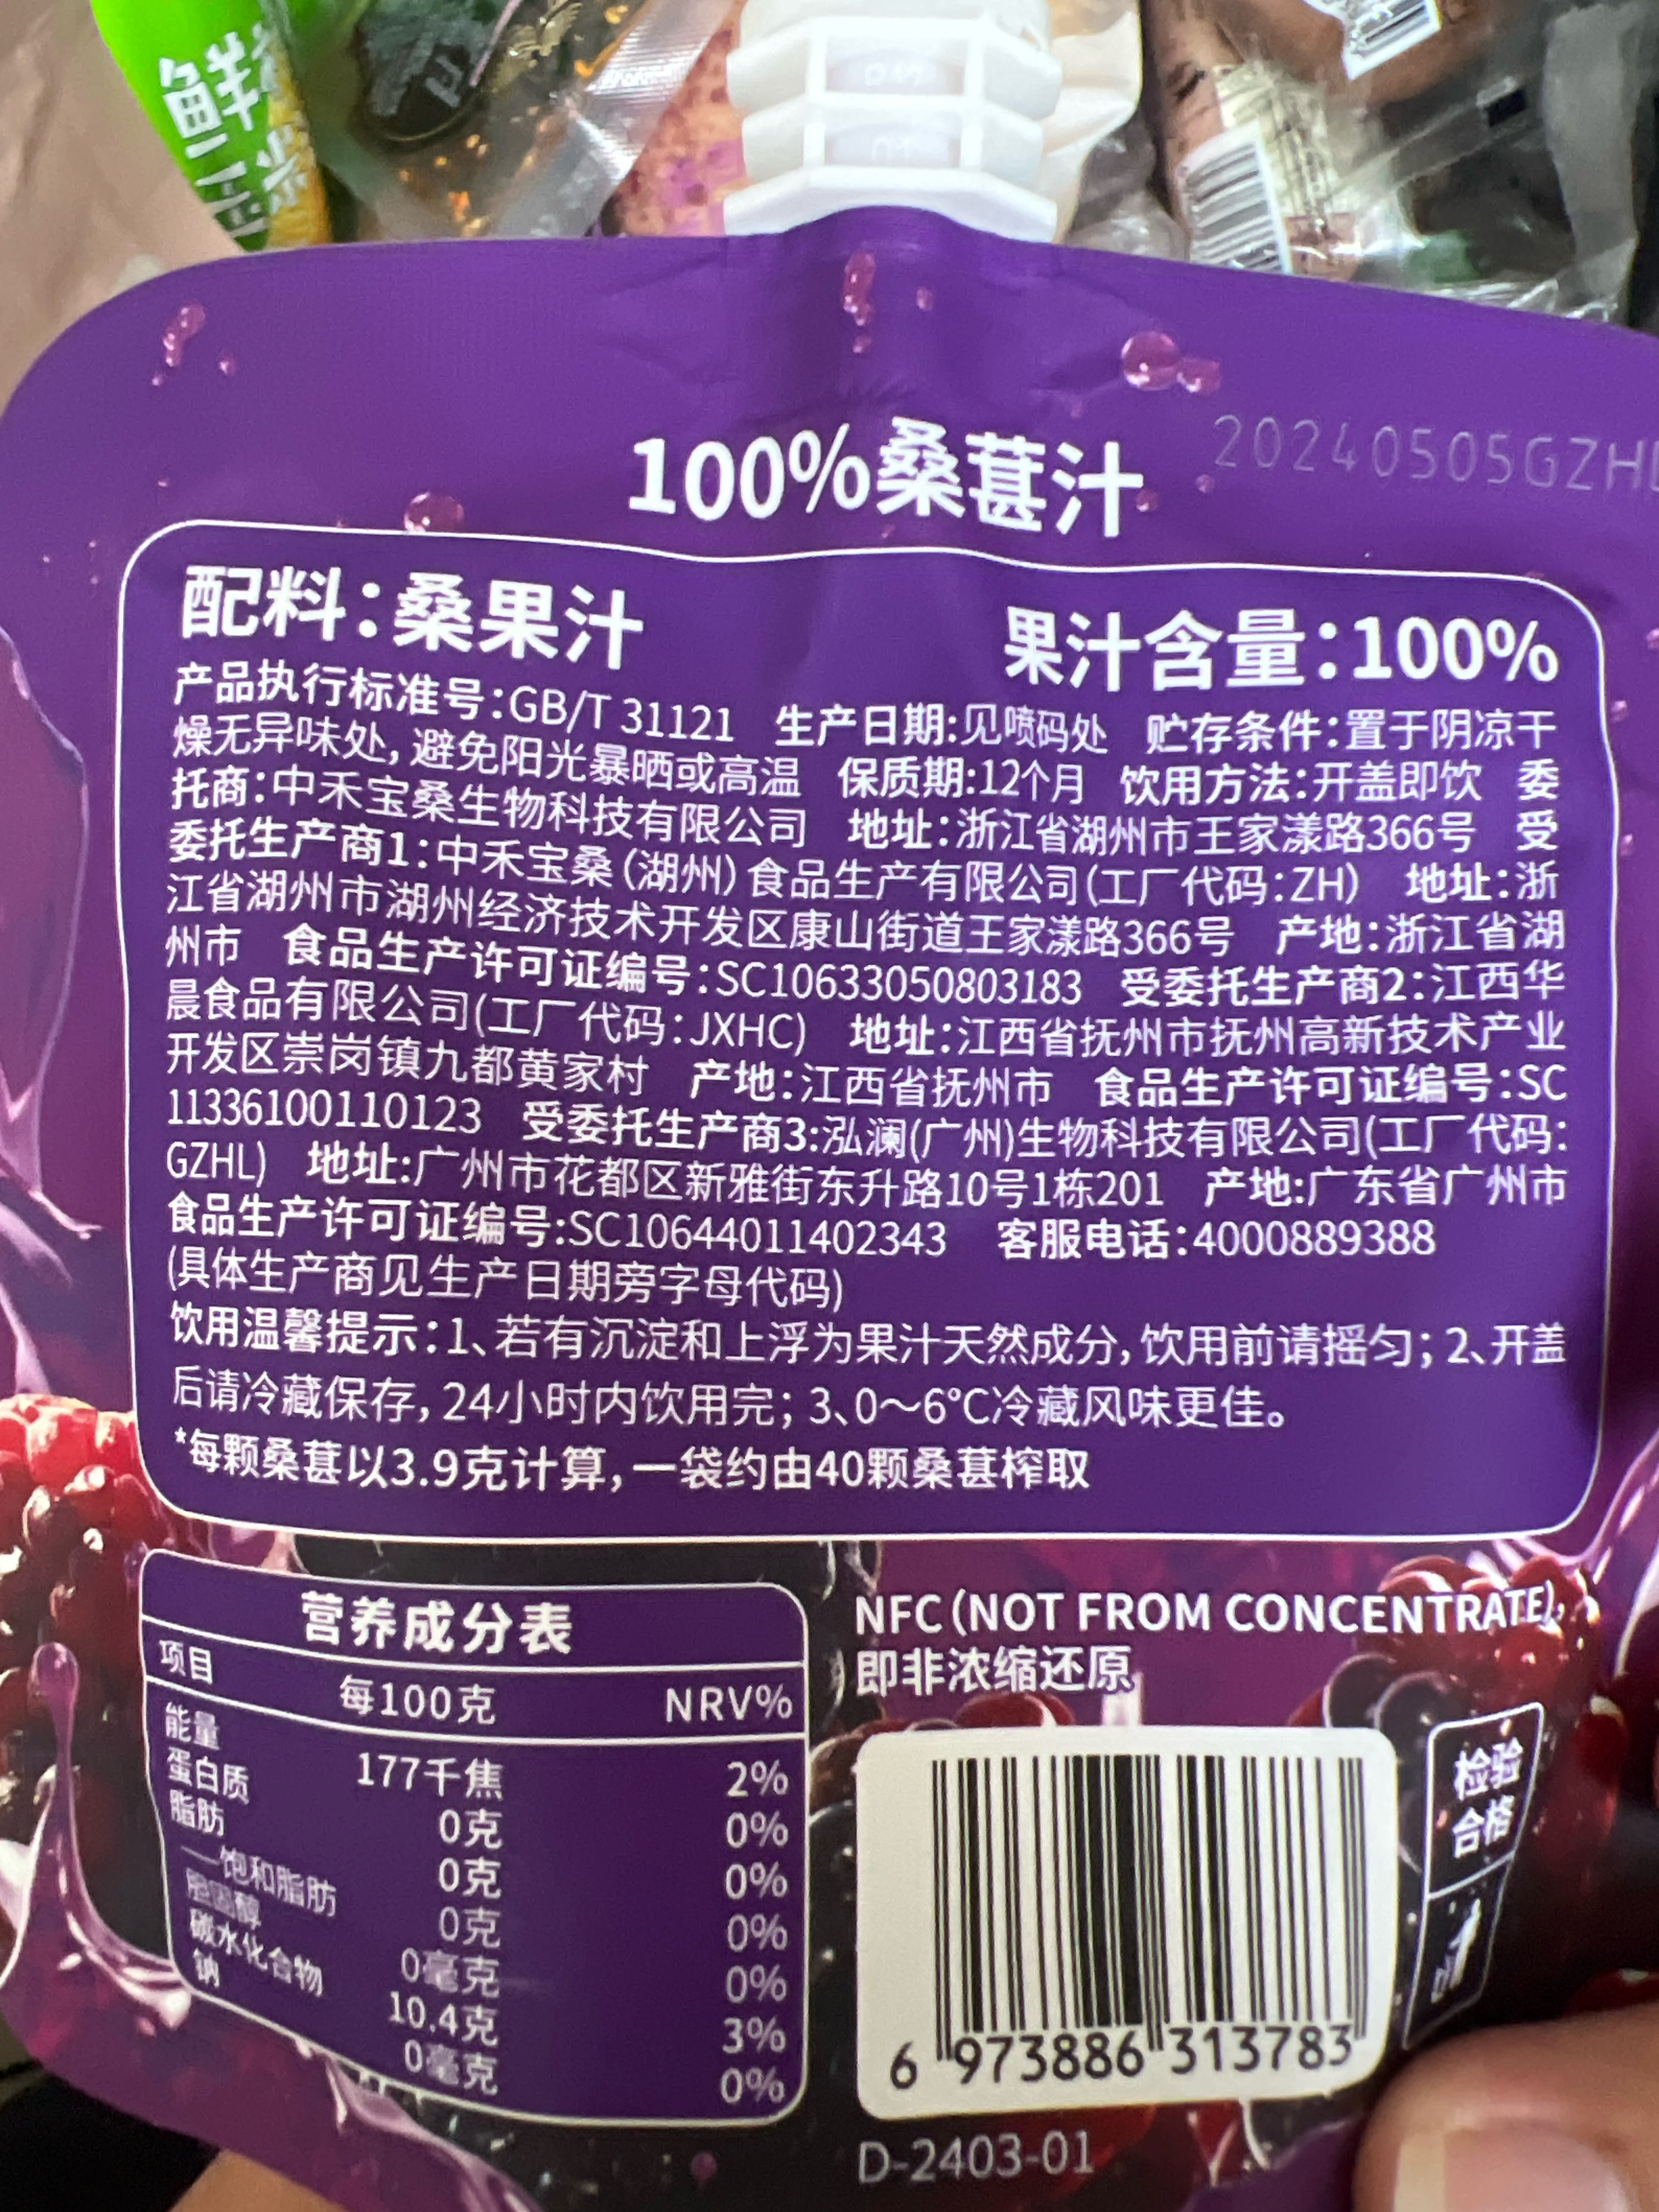 鲜
100%桑葚汁
20240505GZH
配料：桑果汁 果汁含量：100%
产品执行标准号：GB/T 31121 生产日期：见喷码处 贮存条件：置于阴凉干
燥无异味处，避免阳光暴晒或高温 保质期：12个月 饮用方法：开盖即饮 委
托商：中禾宝桑生物科技有限公司 地址：浙江省湖州市王家漾路366号 受
委托生产商1：中禾宝桑（湖州）食品生产有限公司（工厂代码：ZH） 地址：浙
江省湖州市湖州经济技术开发区康山街道王家漾路366号 产地：浙江省湖
州市 食品生产许可证编号：SC10633050803183 受委托生产商2：江西华
晨食品有限公司（工厂代码：JXHC） 地址：江西省抚州市抚州高新技术产业
开发区崇岗镇九都黄家村 产地：江西省抚州市 食品生产许可证编号：SC
11336100110123 受委托生产商3：泓澜（广州）生物科技有限公司（工厂代码：
GZHL） 地址：广州市花都区新雅街东升路10号1栋201 产地：广东省广州市
食品生产许可证编号：SC10644011402343 客服电话：4000889388
（具体生产商见生产日期旁字母代码）
饮用温馨提示：1、若有沉淀和上浮为果汁天然成分，饮用前请摇匀；2、开盖
后请冷藏保存，24小时内饮用完；3、0～6℃冷藏风味更佳。
*每颗桑葚以3.9克计算，一袋约由40颗桑葚榨取
营养成分表
项目 每100克 NRV%
能量 177千焦 2%
蛋白质 0克 0%
脂肪 0克 0%
——饱和脂肪 0克 0%
胆固醇 0毫克 0%
碳水化合物 10.4克 3%
钠 0毫克 0%
NFC（NOT FROM CONCENTRATE），
即非浓缩还原
检验
合格
6 973886 313783
D-2403-01